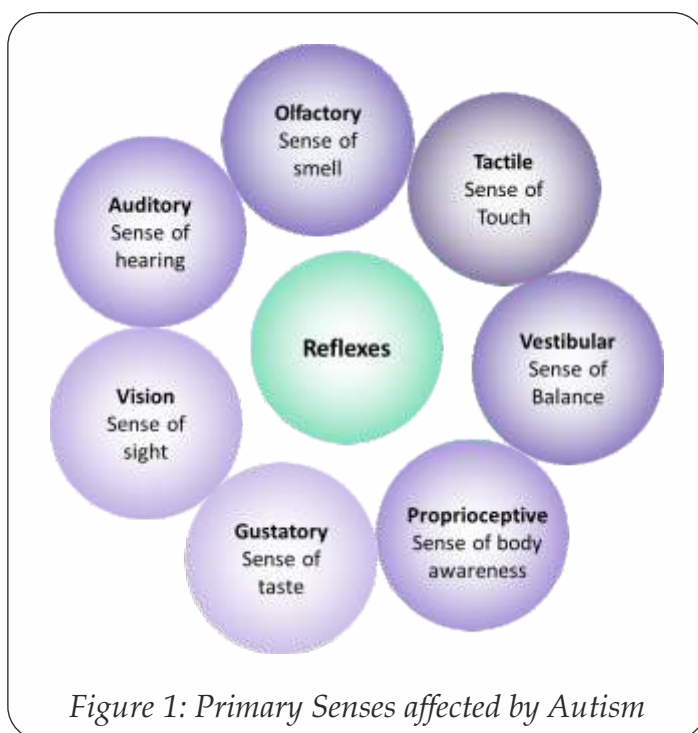 Olfactory
Sense of
smell
Tactile
Sense of
Touch
Auditory
Sense of
hearing
Reflexes
Vestibular
Sense of
Balance
Vision
Sense of
sight
Proprioceptive
Sense of body
awareness
Gustatory
Sense of
taste
Figure 1: Primary Senses affected by Autism